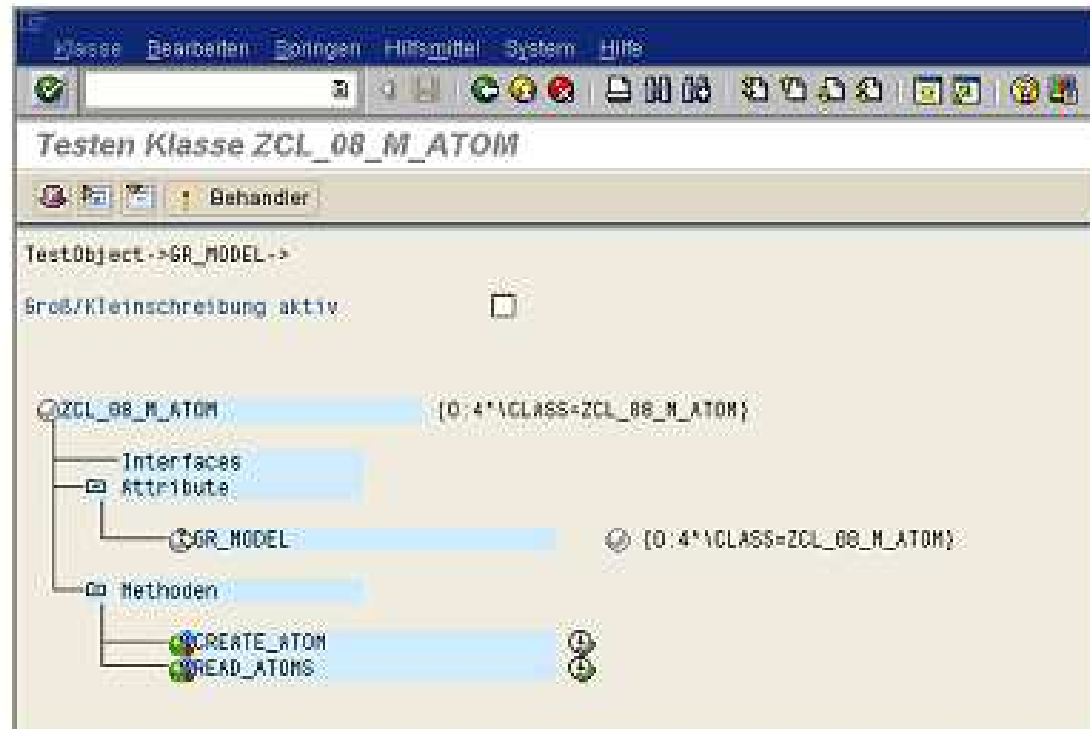 Klasse Bearbeiten Springen Hilfsmittel System Hilfe
Testen Klasse ZCL_08_M_ATOM
Behandler
TestObject->GR_MODEL->
Groß/Kleinschreibung aktiv
ZCL_08_M_ATOM {O:4*\CLASS=ZCL_08_M_ATOM}
Interfaces
Attribute
GR_MODEL {O:4*\CLASS=ZCL_08_M_ATOM}
Methoden
CREATE_ATOM
READ_ATOMS